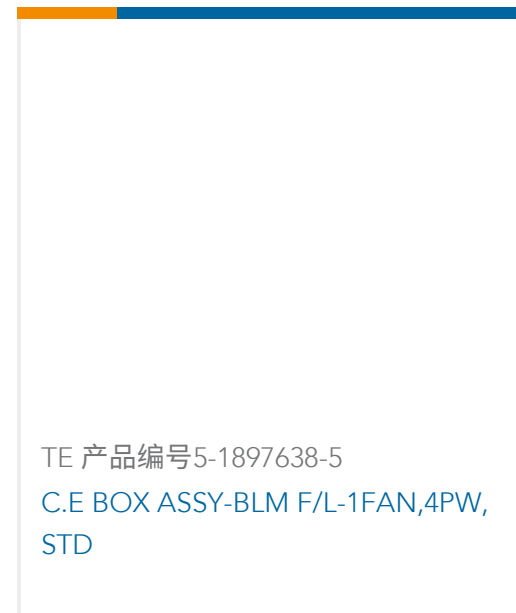 TE 产品编号5-1897638-5
C.E BOX ASSY-BLM F/L-1FAN,4PW,
STD